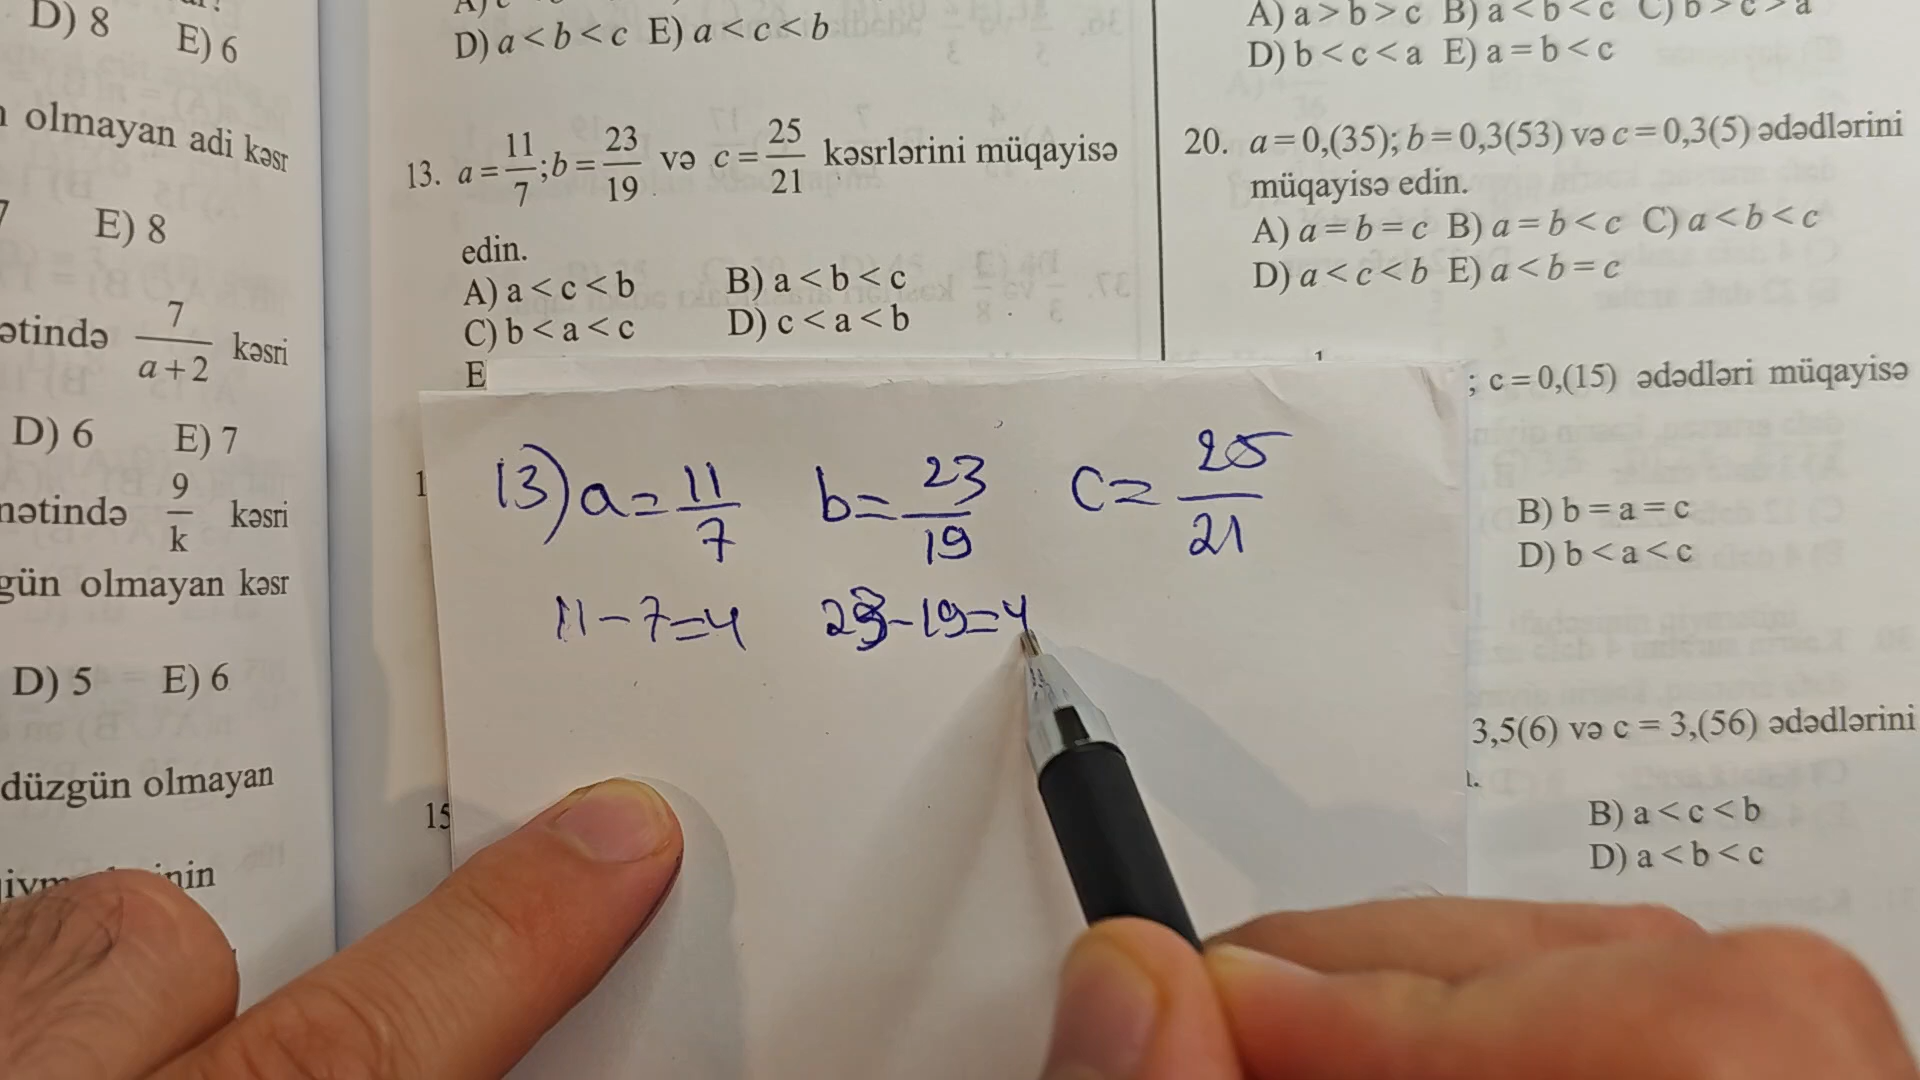 D) 8 E) 6
olmayan adi kəsr
E) 8
7/(a+2) kəsri
D) 6 E) 7
9/k kəsri
gün olmayan kəsr
D) 5 E) 6
düzgün olmayan
D) a < b < c E) a < c < b
13. a = 11/7; b = 23/19 və c = 25/21 kəsrlərini müqayisə
edin.
A) a < c < b B) a < b < c
C) b < a < c D) c < a < b
E
15
13) a = 11/7 b = 23/19 c = 25/21
11 - 7 = 4 23 - 19 = 4
A) a > b > c B) a < b < c C) b > c > a
D) b < c < a E) a = b < c
20. a = 0,(35); b = 0,3(53) və c = 0,3(5) ədədlərini
müqayisə edin.
A) a = b = c B) a = b < c C) a < b < c
D) a < c < b E) a < b = c
; c = 0,(15) ədədləri müqayisə
B) b = a = c
D) b < a < c
3,5(6) və c = 3,(56) ədədlərini
B) a < c < b
D) a < b < c